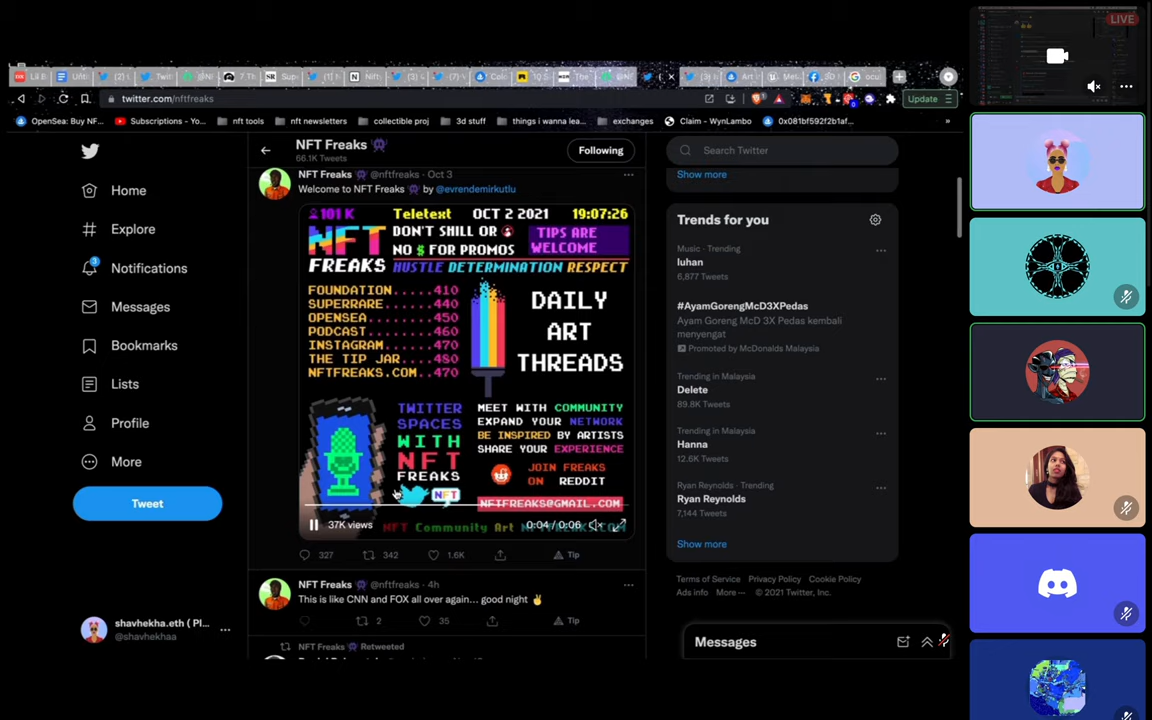 LIVE
twitter.com/nftfreaks
Update
OpenSea: Buy NF...
Subscriptions - Yo...
nft tools
nft newsletters
collectible proj
3d stuff
things i wanna lea...
exchanges
Claim — WynLambo
0x081bf592f2b1af...
NFT Freaks
66.1K Tweets
Following
Search Twitter
Home
Explore
3
Notifications
Messages
Bookmarks
Lists
Profile
More
Tweet
shavhekha.eth ( Pl...
@shavhekhaa
NFT Freaks @nftfreaks · Oct 3
Welcome to NFT Freaks by @evrendemirkutlu
101K Teletext OCT 2 2021 19:07:26
NFT FREAKS
DON'T SHILL OR
NO $ FOR PROMOS
TIPS ARE WELCOME
HUSTLE DETERMINATION RESPECT
FOUNDATION.....410
SUPERRARE......440
OPENSEA........450
PODCAST........460
INSTAGRAM......470
THE TIP JAR....480
NFTFREAKS.COM..470
DAILY
ART
THREADS
TWITTER
SPACES
WITH
NFT
FREAKS
NFT
MEET WITH COMMUNITY
EXPAND YOUR NETWORK
BE INSPIRED BY ARTISTS
SHARE YOUR EXPERIENCE
JOIN FREAKS
ON REDDIT
NFTFREAKS@GMAIL.COM
NFT Community Art NFTFREAKS.COM
37K views
0:04 / 0:06
327
342
1.6K
Tip
NFT Freaks @nftfreaks · 4h
This is like CNN and FOX all over again... good night
2
35
Tip
NFT Freaks Retweeted
Show more
Trends for you
Music · Trending
luhan
6,877 Tweets
#AyamGorengMcD3XPedas
Ayam Goreng McD 3X Pedas kembali
menyengat
Promoted by McDonalds Malaysia
Trending in Malaysia
Delete
89.8K Tweets
Trending in Malaysia
Hanna
12.6K Tweets
Ryan Reynolds · Trending
Ryan Reynolds
7,144 Tweets
Show more
Terms of Service Privacy Policy Cookie Policy
Ads info More ··· © 2021 Twitter, Inc.
Messages